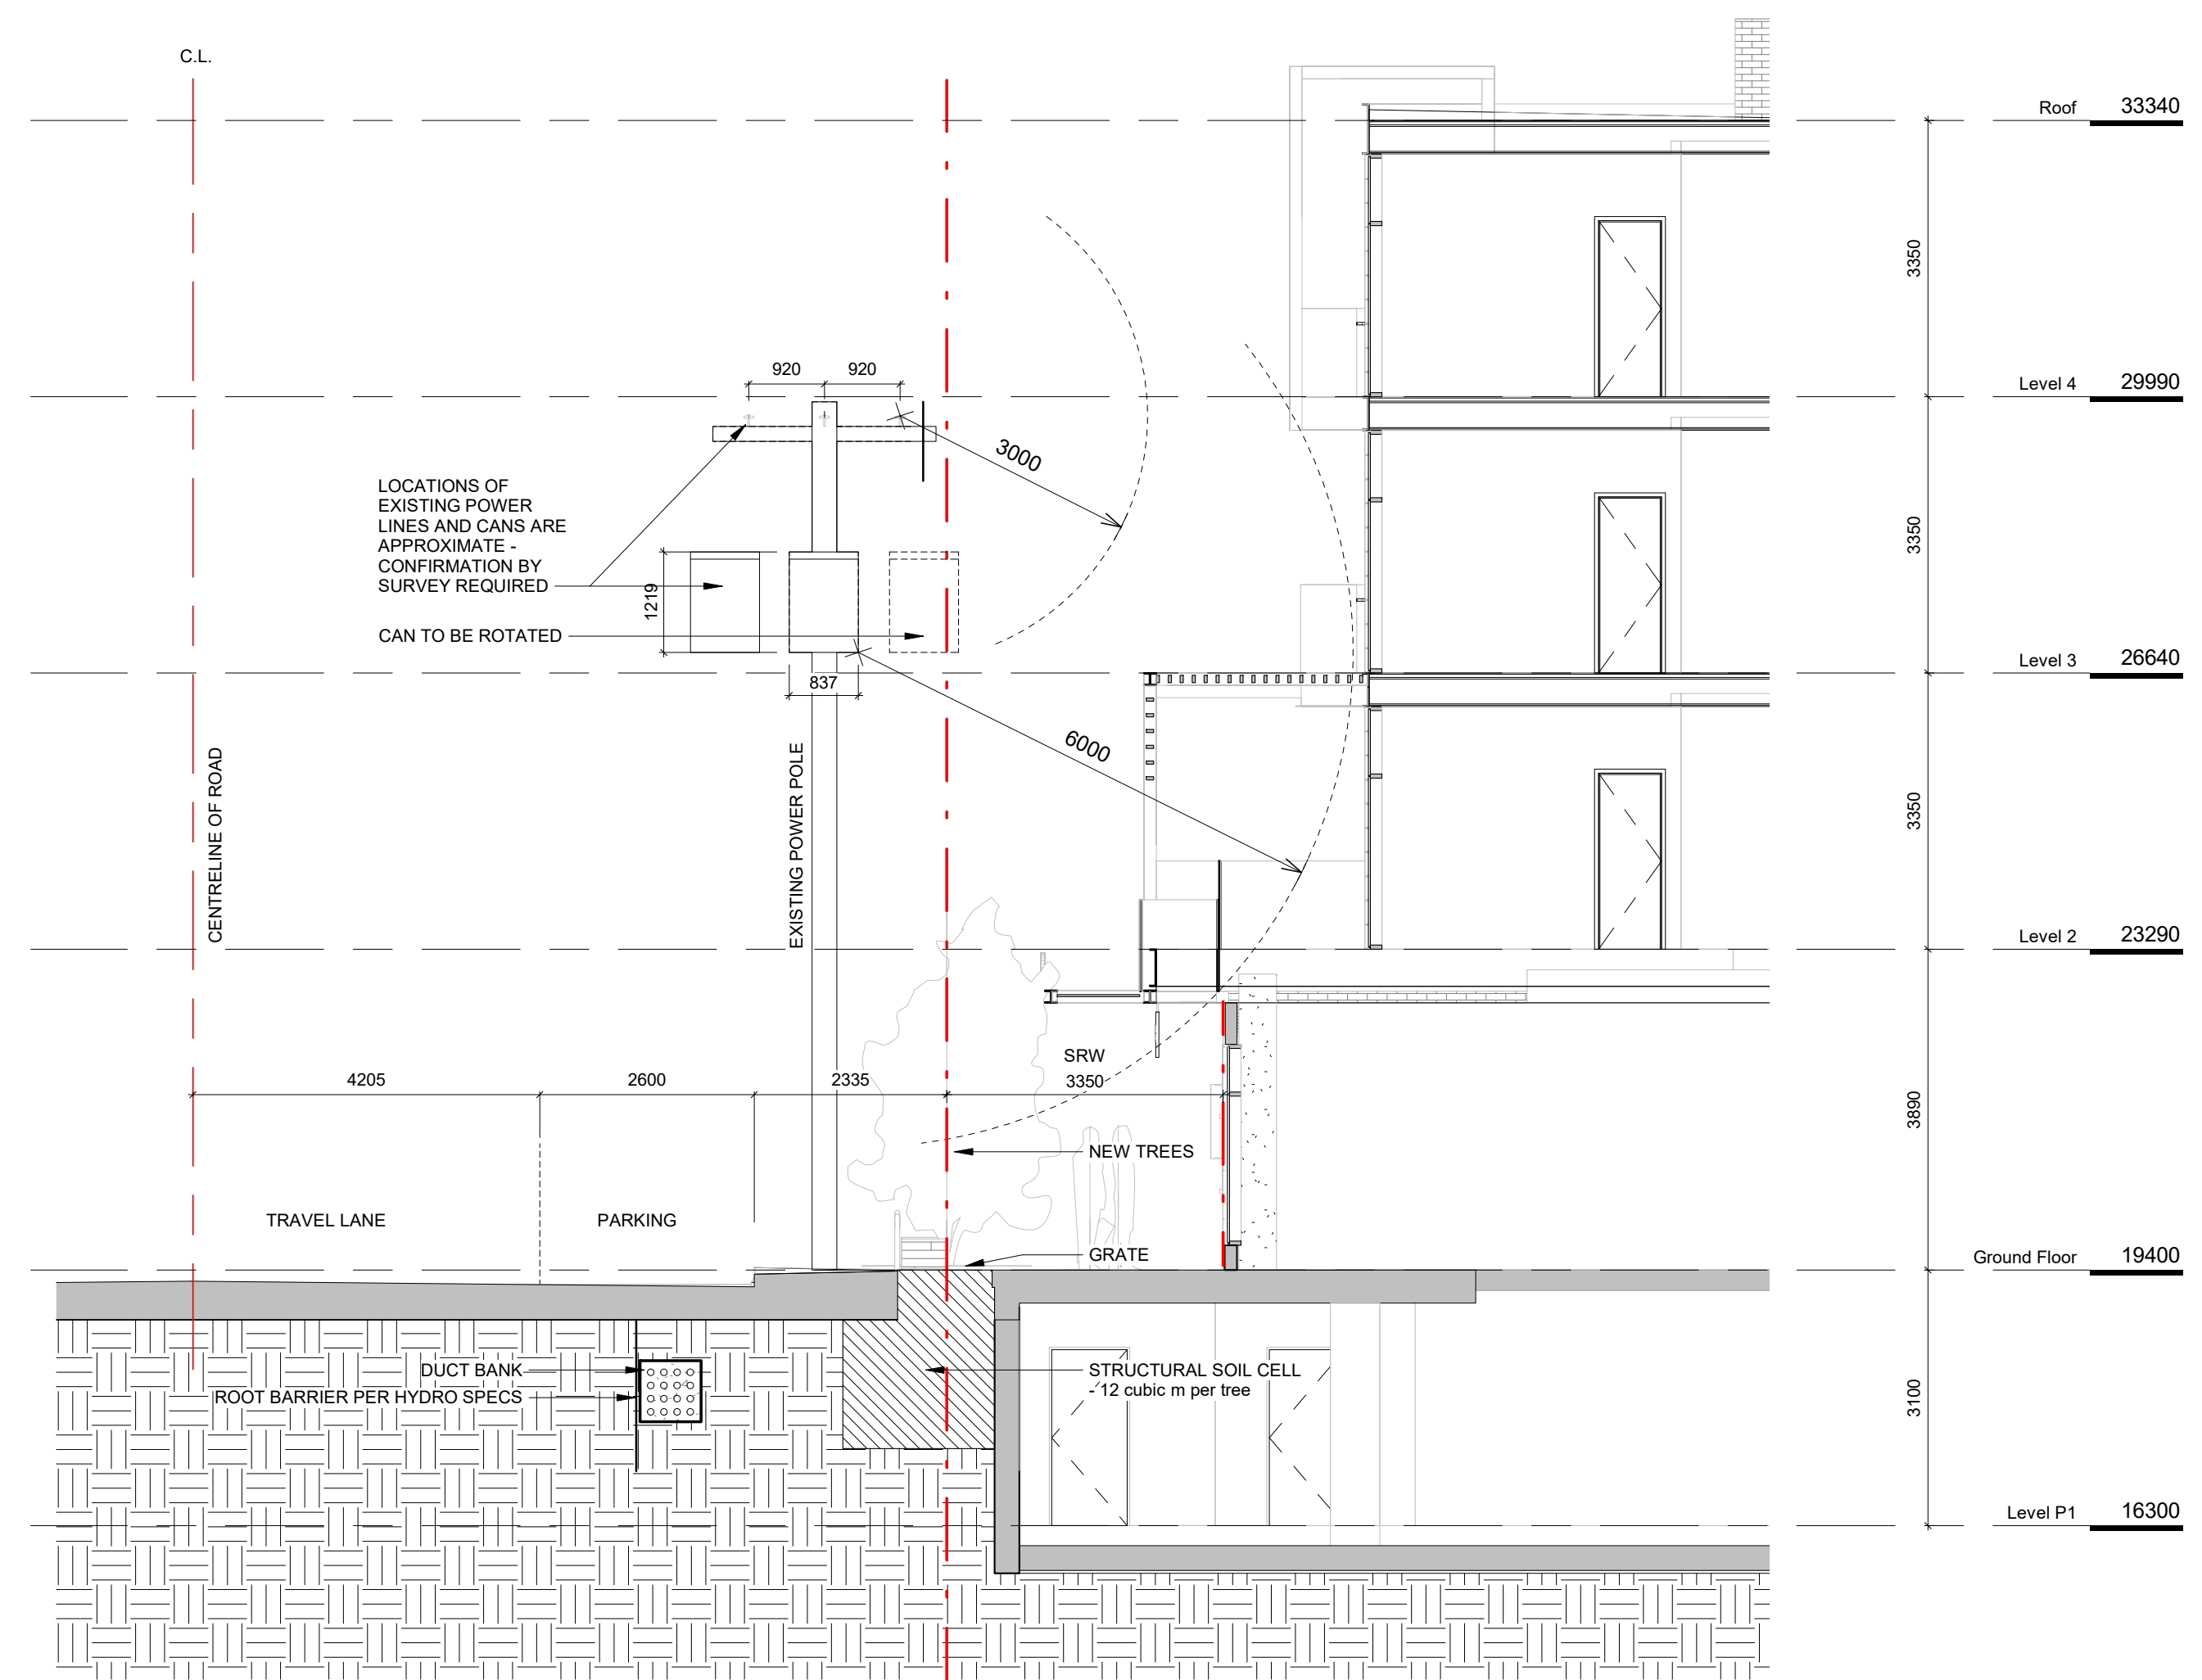 C.L.
Roof 33340
3350
920 920
Level 4 29990
3000
LOCATIONS OF
EXISTING POWER
LINES AND CANS ARE
APPROXIMATE -
CONFIRMATION BY
SURVEY REQUIRED
3350
1219
CAN TO BE ROTATED
Level 3 26640
837
6000
CENTRELINE OF ROAD
EXISTING POWER POLE
3350
Level 2 23290
SRW
4205 2600 2335 3350
3890
NEW TREES
TRAVEL LANE PARKING
GRATE
Ground Floor 19400
DUCT BANK
ROOT BARRIER PER HYDRO SPECS
STRUCTURAL SOIL CELL
- 12 cubic m per tree
3100
Level P1 16300